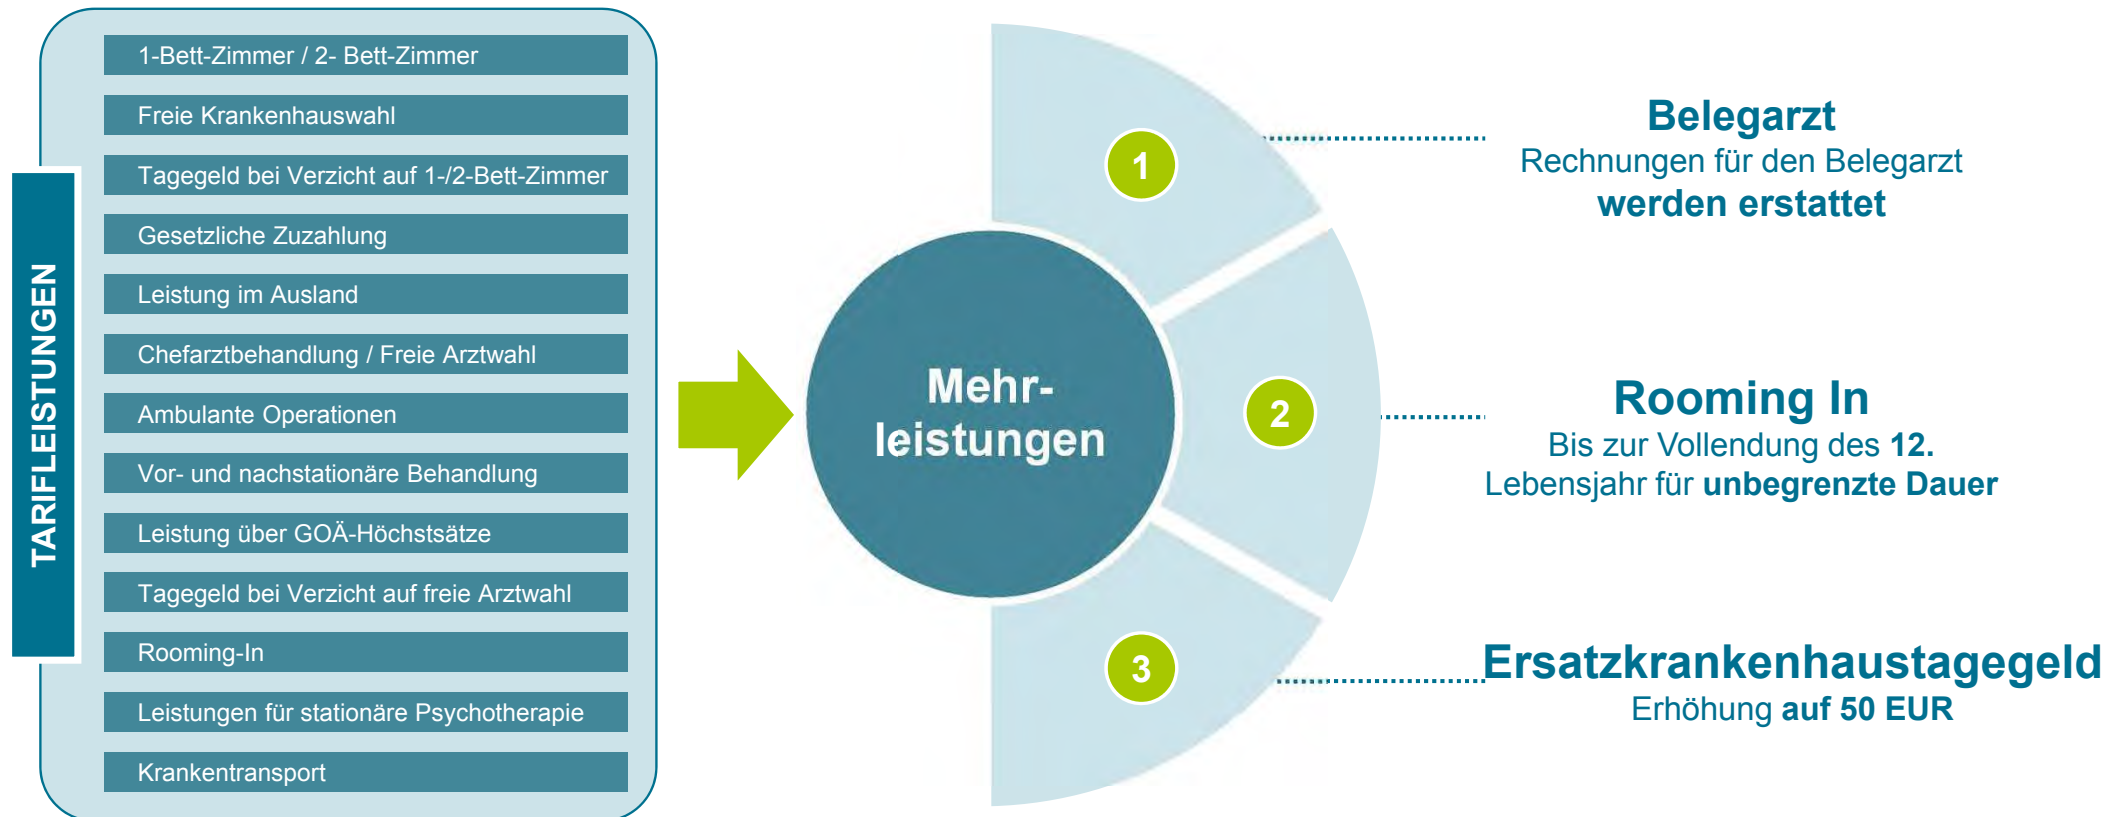 TARIFLEISTUNGEN
1-Bett-Zimmer / 2- Bett-Zimmer
Freie Krankenhauswahl
Tagegeld bei Verzicht auf 1-/2-Bett-Zimmer
Gesetzliche Zuzahlung
Leistung im Ausland
Chefarztbehandlung / Freie Arztwahl
Ambulante Operationen
Vor- und nachstationäre Behandlung
Leistung über GOÄ-Höchstsätze
Tagegeld bei Verzicht auf freie Arztwahl
Rooming-In
Leistungen für stationäre Psychotherapie
Krankentransport
Mehr-
leistungen
1
Belegarzt
Rechnungen für den Belegarzt
werden erstattet
2
Rooming In
Bis zur Vollendung des 12.
Lebensjahr für unbegrenzte Dauer
3
Ersatzkrankenhaustagegeld
Erhöhung auf 50 EUR